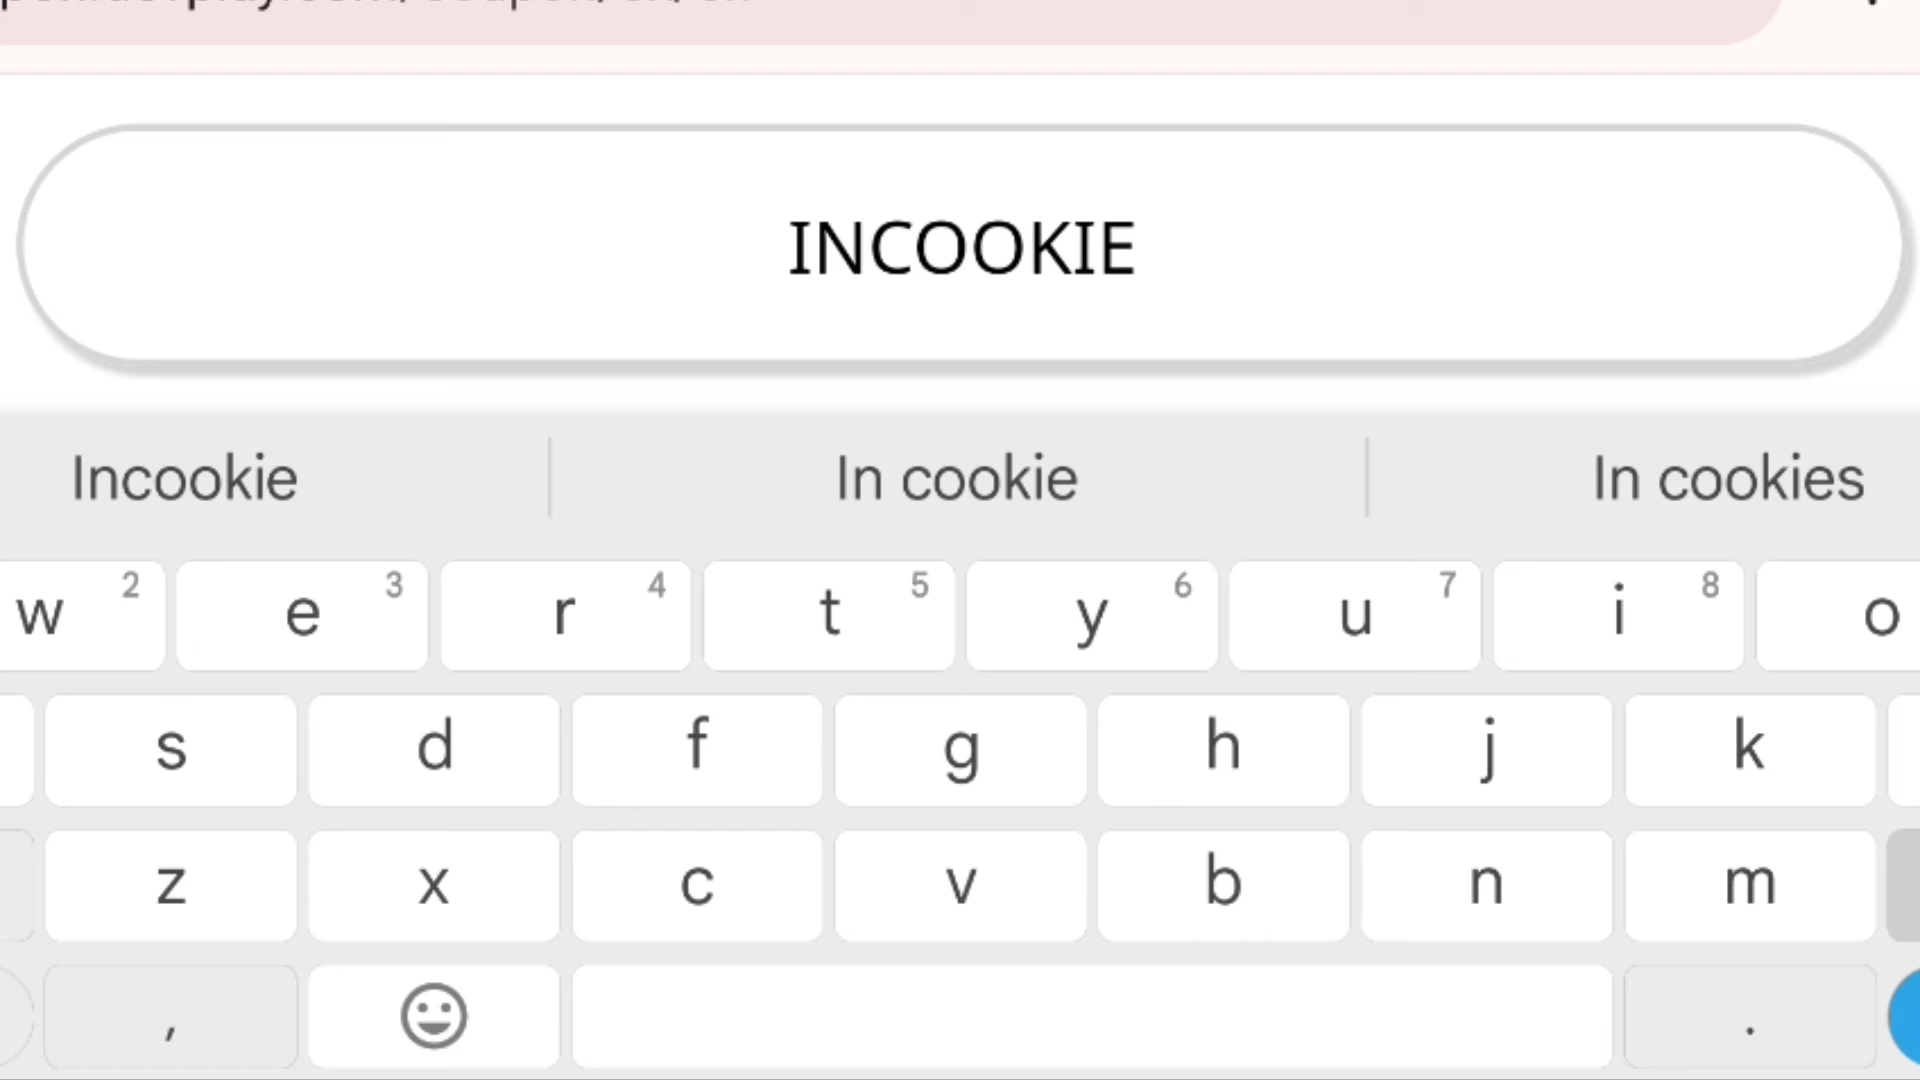 INCOOKIE
Incookie In cookie In cookies
w 2 e 3 r 4 t 5 y 6 u 7 i 8 o
s d f g h j k
z x c v b n m
, .